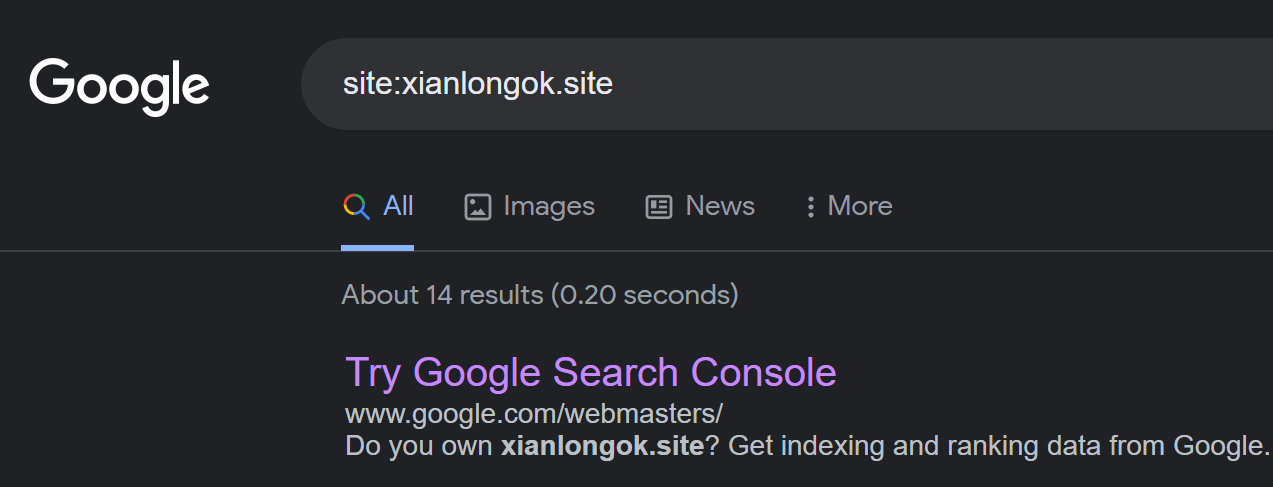 Google
site:xianlongok.site
All Images News More
About 14 results (0.20 seconds)
Try Google Search Console
www.google.com/webmasters/
Do you own xianlongok.site? Get indexing and ranking data from Google.